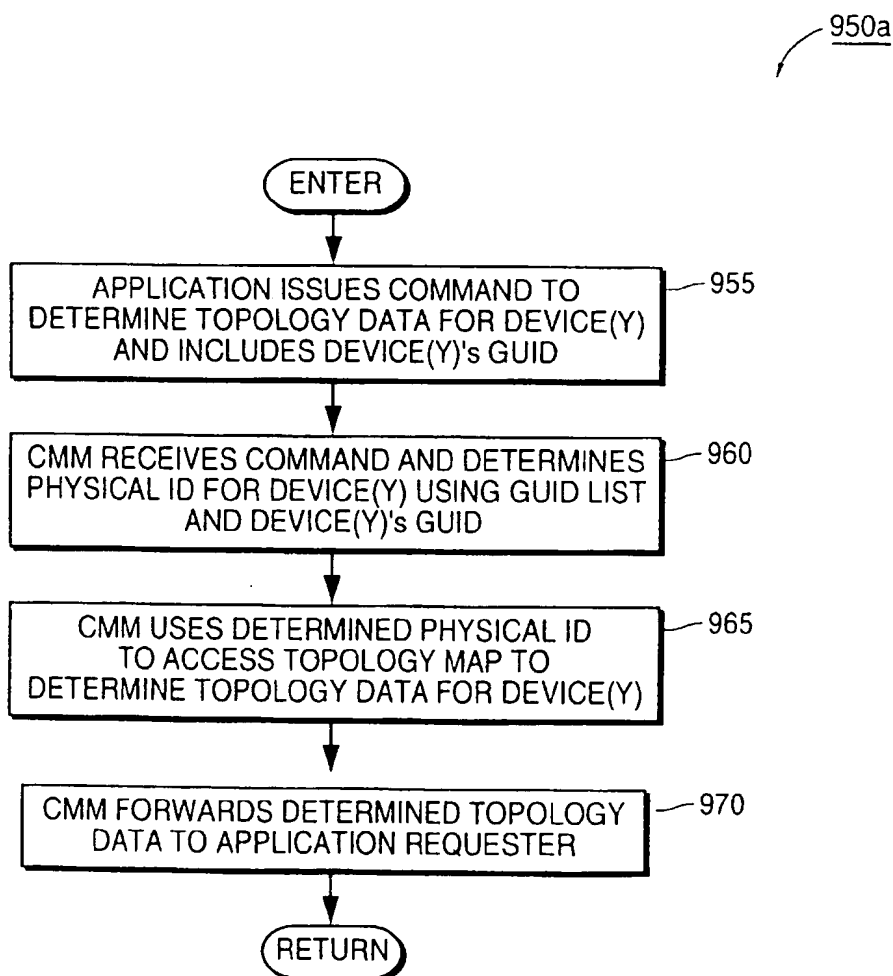 950a
ENTER
APPLICATION ISSUES COMMAND TO
DETERMINE TOPOLOGY DATA FOR DEVICE(Y)
AND INCLUDES DEVICE(Y)'s GUID
955
CMM RECEIVES COMMAND AND DETERMINES
PHYSICAL ID FOR DEVICE(Y) USING GUID LIST
AND DEVICE(Y)'s GUID
960
CMM USES DETERMINED PHYSICAL ID
TO ACCESS TOPOLOGY MAP TO
DETERMINE TOPOLOGY DATA FOR DEVICE(Y)
965
CMM FORWARDS DETERMINED TOPOLOGY
DATA TO APPLICATION REQUESTER
970
RETURN